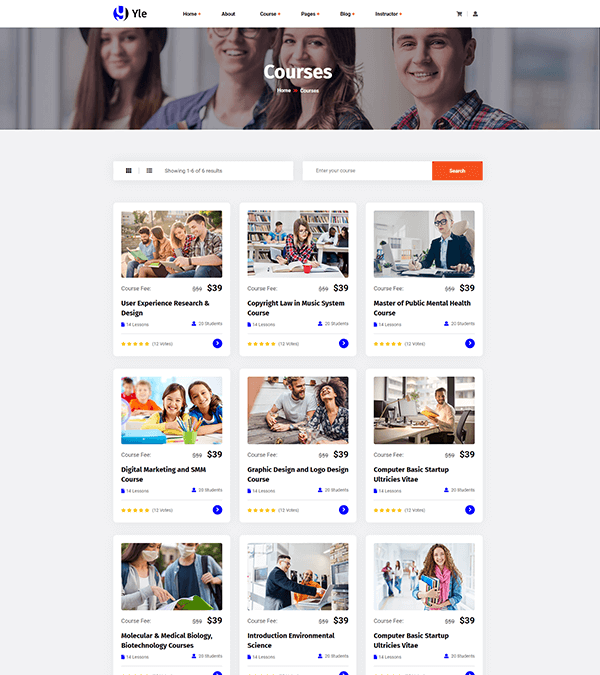 Yle
Home + About Course + Pages + Blog + Instructor +
Courses
Home Courses
Showing 1-6 of 6 results
Enter your course Search
Course Fee: $59 $39
User Experience Research &
Design
14 Lessons 20 Students
(12 Votes)
Course Fee: $59 $39
Copyright Law in Music System
Course
14 Lessons 20 Students
(12 Votes)
Course Fee: $59 $39
Master of Public Mental Health
Course
14 Lessons 20 Students
(12 Votes)
Course Fee: $59 $39
Digital Marketing and SMM
Course
14 Lessons 20 Students
(12 Votes)
Course Fee: $59 $39
Graphic Design and Logo Design
Course
14 Lessons 20 Students
(12 Votes)
Course Fee: $59 $39
Computer Basic Startup
Ultricies Vitae
14 Lessons 20 Students
(12 Votes)
Course Fee: $59 $39
Molecular & Medical Biology,
Biotechnology Courses
14 Lessons 20 Students
Course Fee: $59 $39
Introduction Environmental
Science
14 Lessons 20 Students
Course Fee: $59 $39
Computer Basic Startup
Ultricies Vitae
14 Lessons 20 Students